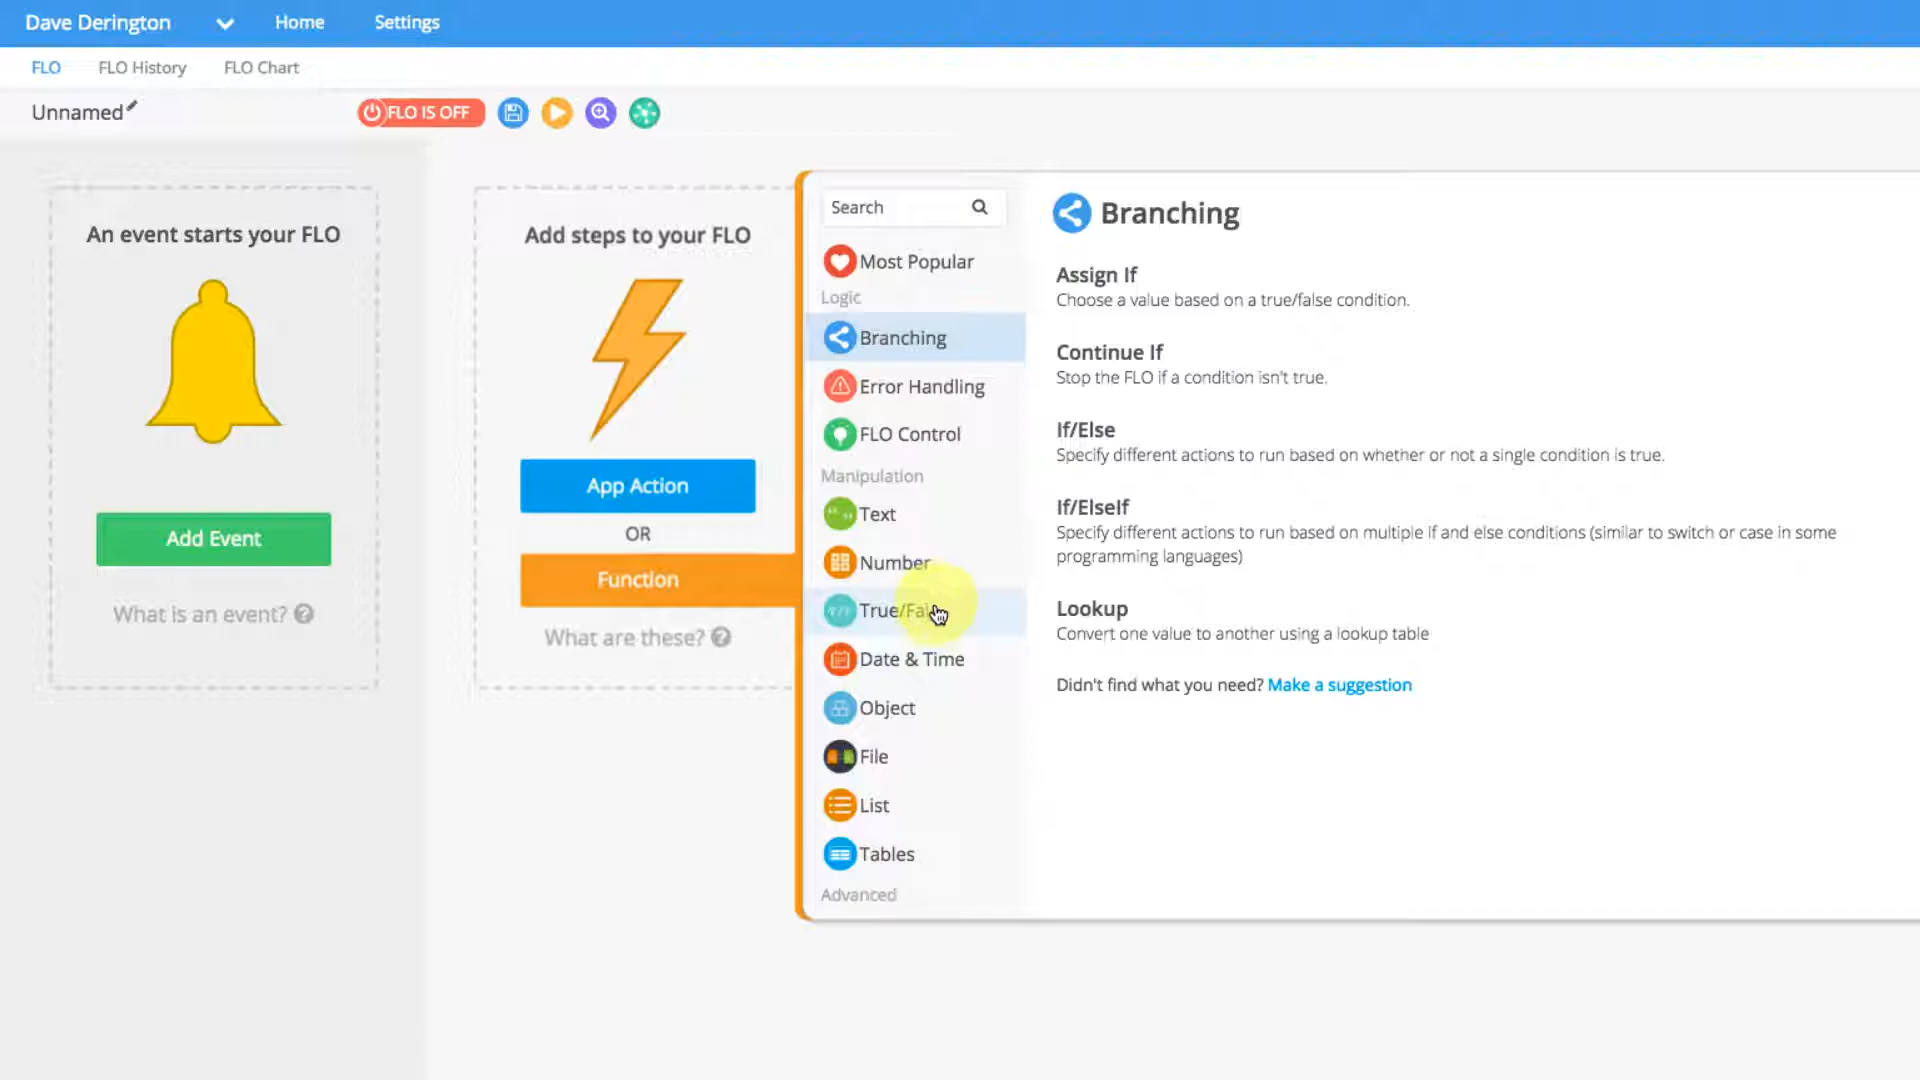 Dave Derington
Home
Settings
FLO
FLO History
FLO Chart
Unnamed
FLO IS OFF
An event starts your FLO
Add Event
What is an event?
Add steps to your FLO
App Action
OR
Function
What are these?
Search
Most Popular
Logic
Branching
Error Handling
FLO Control
Manipulation
Text
Number
True/Fal
Date & Time
Object
File
List
Tables
Advanced
Branching
Assign If
Choose a value based on a true/false condition.
Continue If
Stop the FLO if a condition isn't true.
If/Else
Specify different actions to run based on whether or not a single condition is true.
If/ElseIf
Specify different actions to run based on multiple if and else conditions (similar to switch or case in some
programming languages)
Lookup
Convert one value to another using a lookup table
Didn't find what you need? Make a suggestion